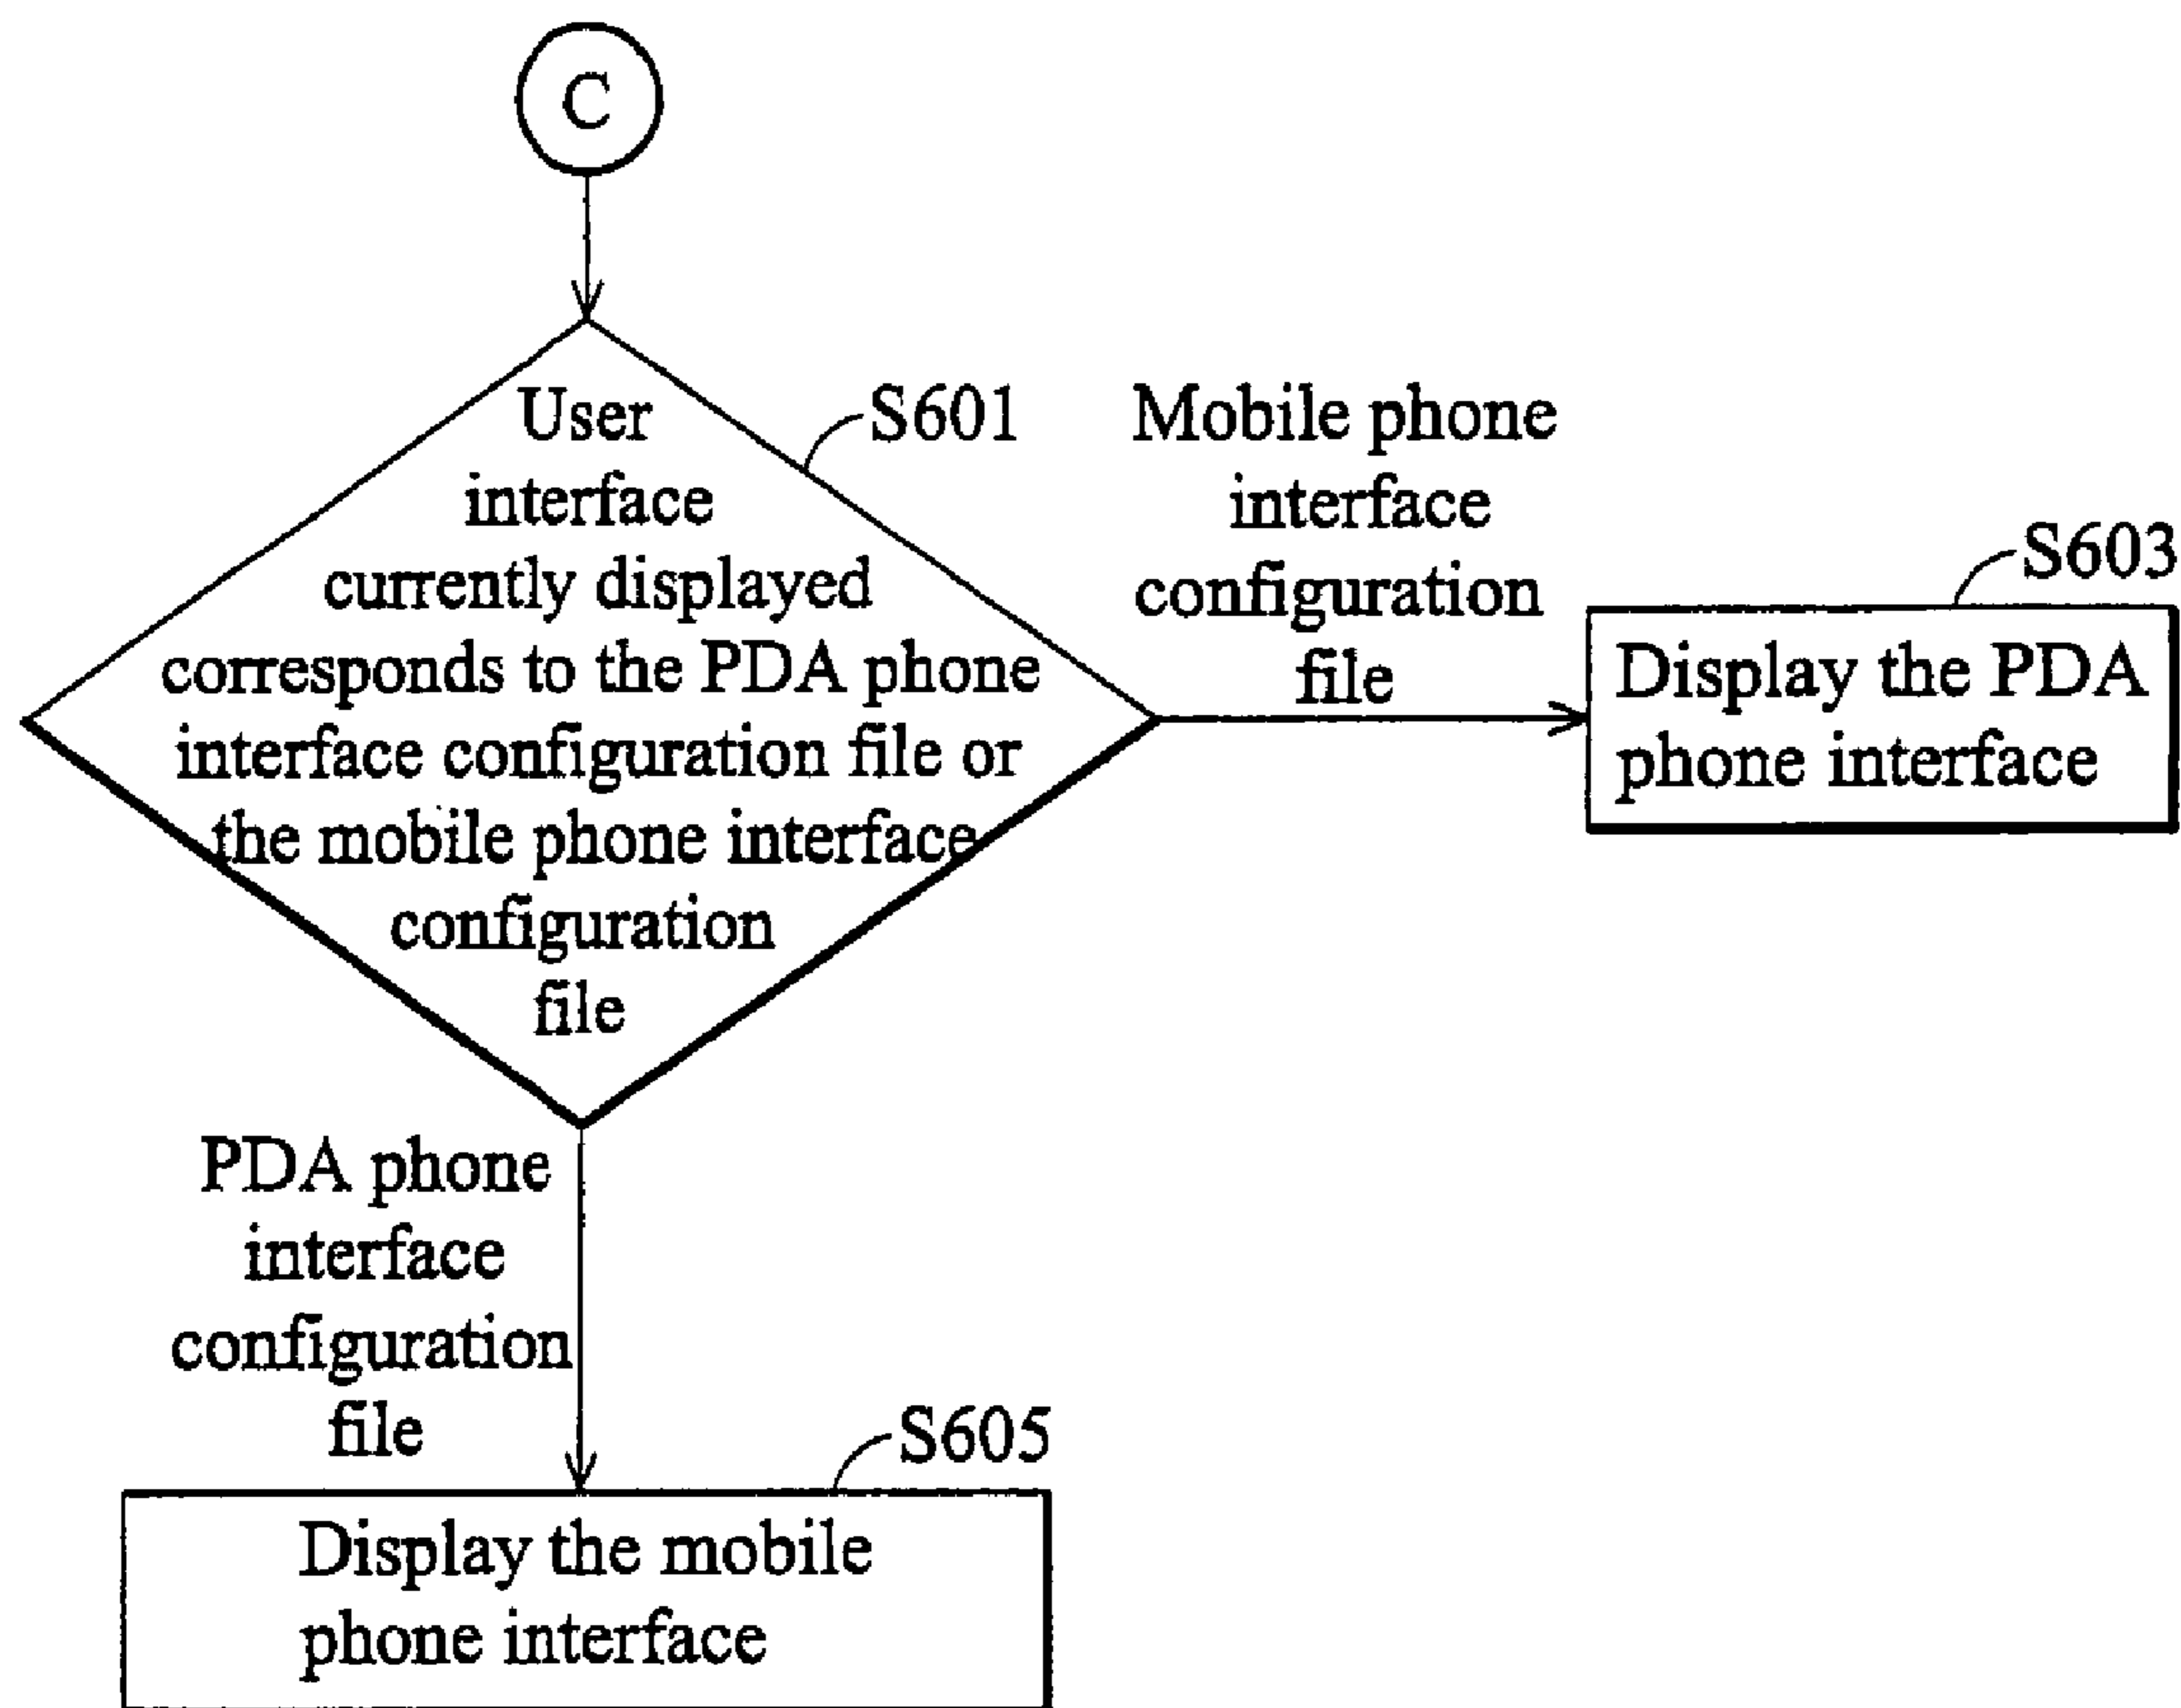 C
User
interface
currently displayed
corresponds to the PDA phone
interface configuration file or
the mobile phone interface
configuration
file
S601
Mobile phone
interface
configuration
file
S603
Display the PDA
phone interface
PDA phone
interface
configuration
file
S605
Display the mobile
phone interface